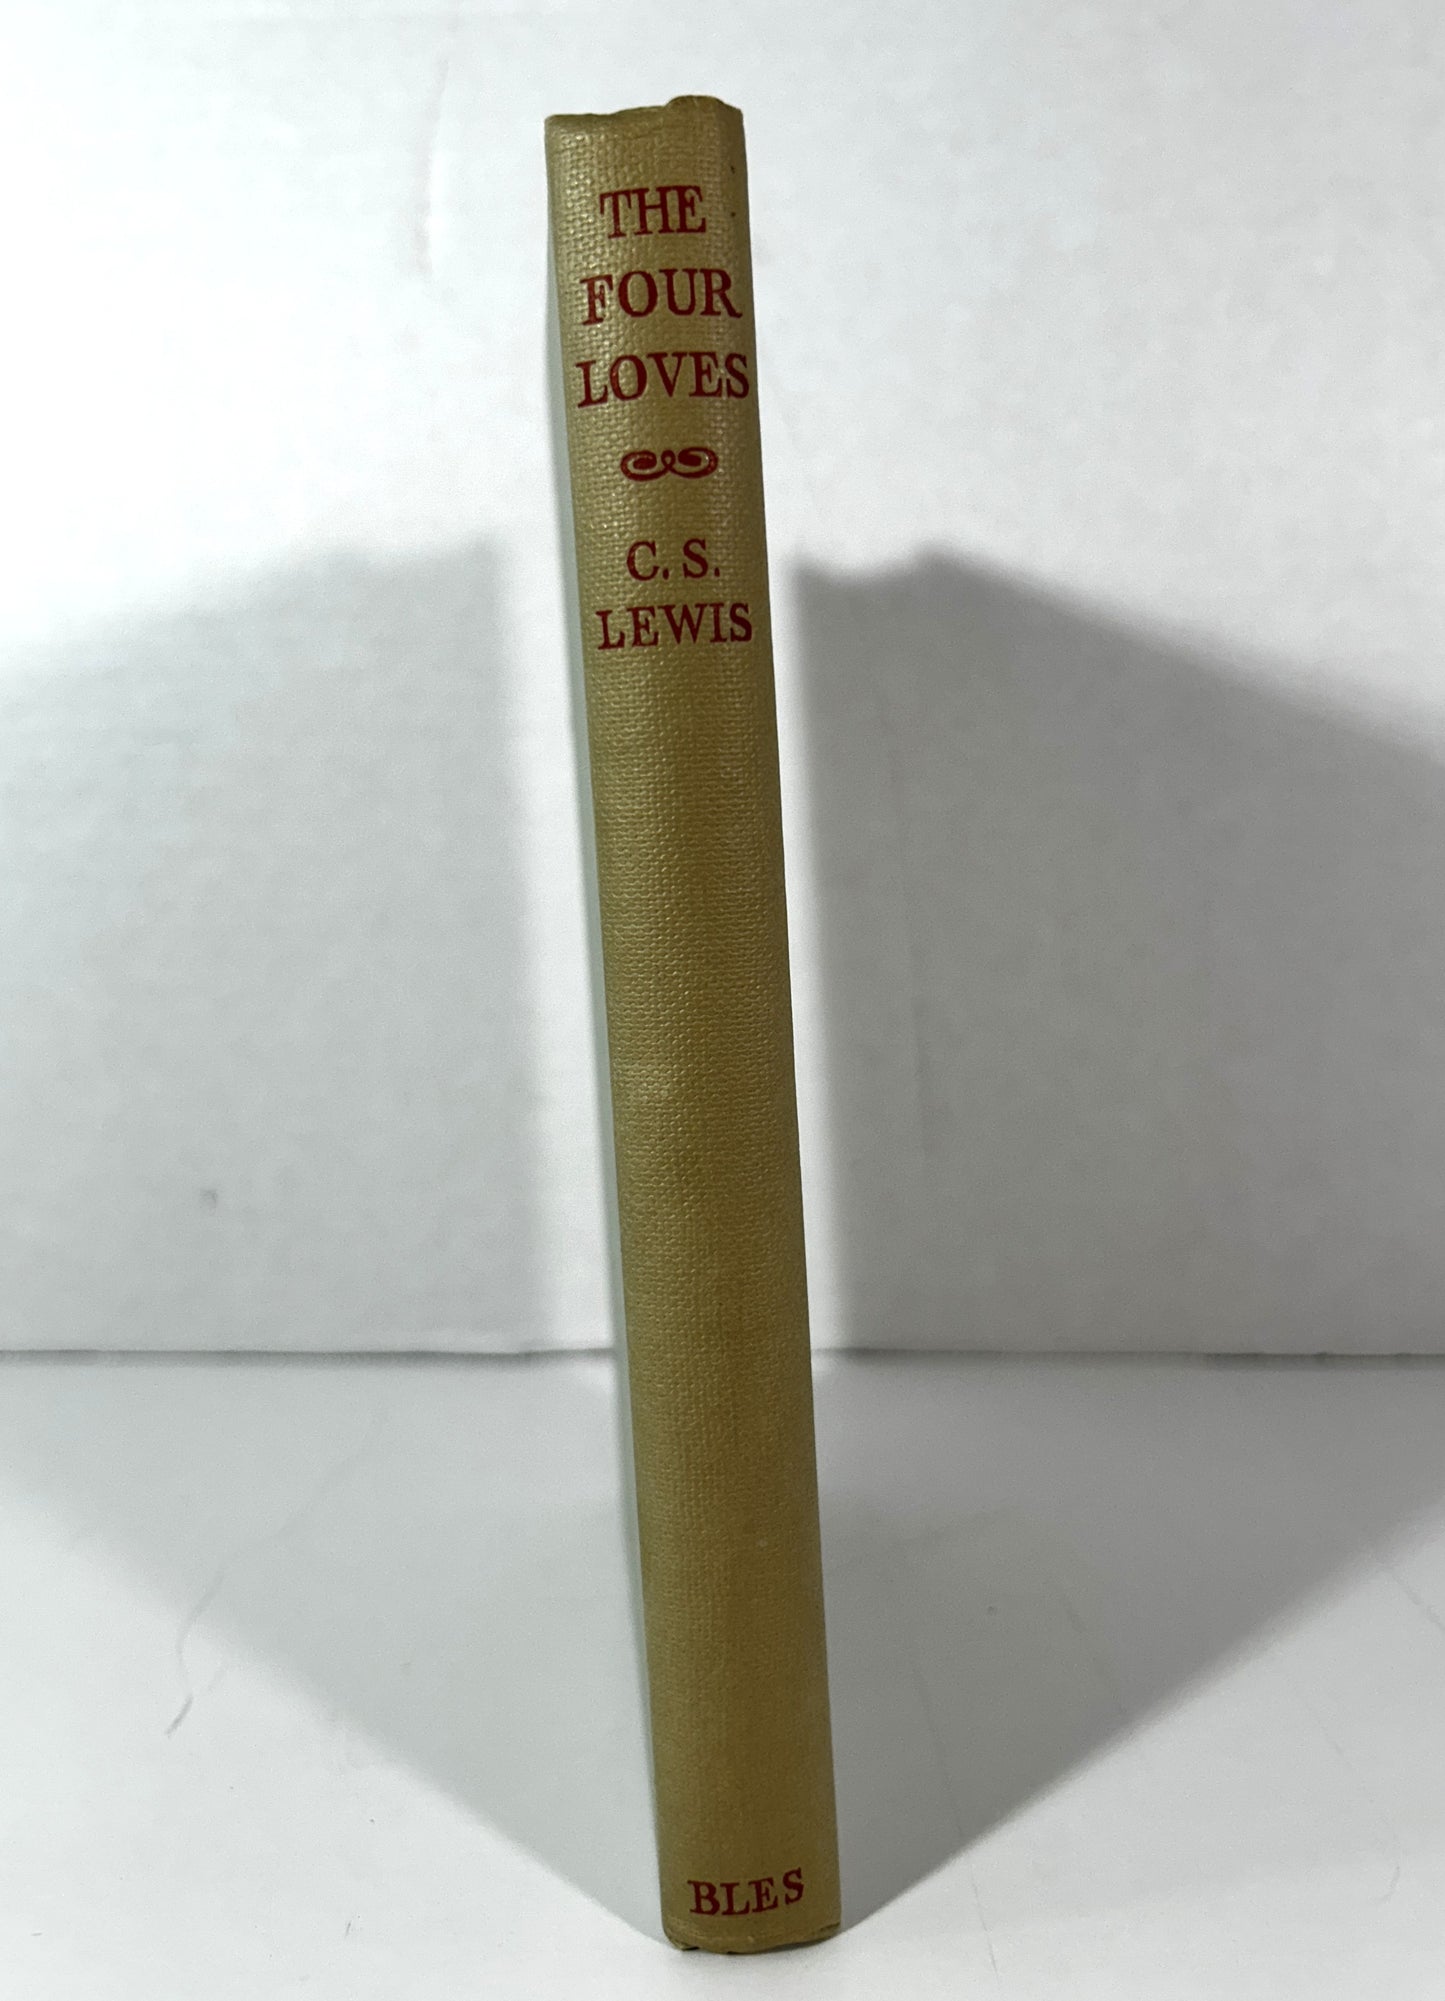 THE
FOUR
LOVES
C. S.
LEWIS
BLES